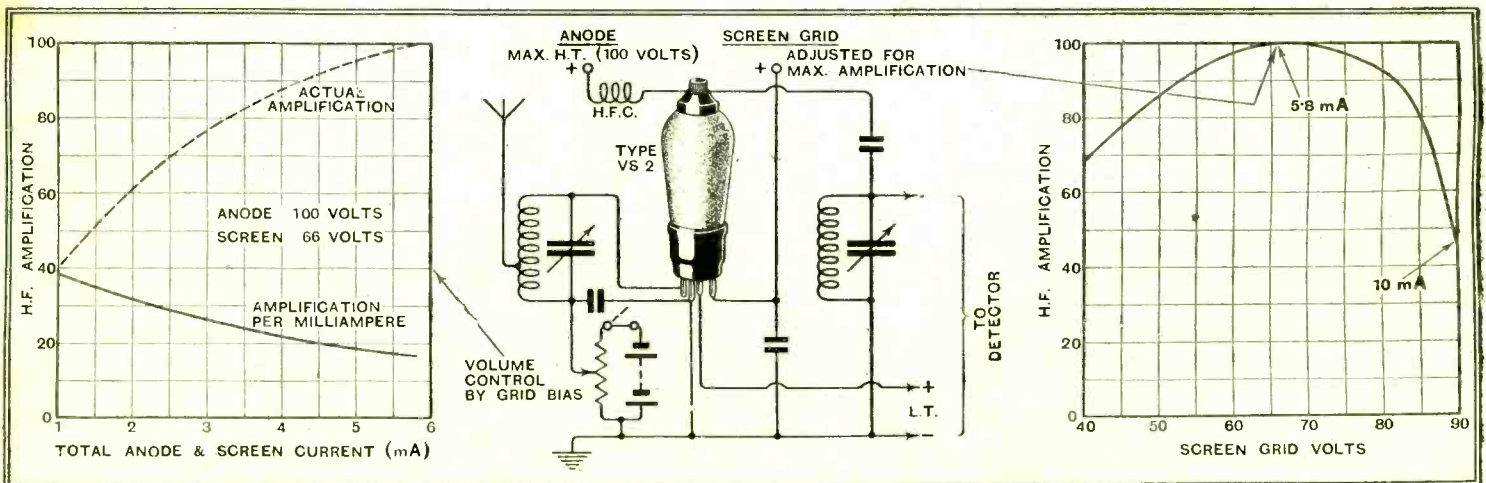 100
80
60
40
20
0
H.F. AMPLIFICATION
ACTUAL
AMPLIFICATION
ANODE 100 VOLTS
SCREEN 66 VOLTS
AMPLIFICATION
PER MILLIAMPERE
1 2 3 4 5 6
TOTAL ANODE & SCREEN CURRENT (mA)
ANODE
MAX. H.T. (100 VOLTS)
+
H.F.C.
SCREEN GRID
+ ADJUSTED FOR
MAX. AMPLIFICATION
TYPE
VS 2
VOLUME
CONTROL
BY GRID BIAS
+
L.T.
-
TO
DETECTOR
100
80
60
40
20
0
H.F. AMPLIFICATION
5·8 mA
10 mA
40 50 60 70 80 90
SCREEN GRID VOLTS